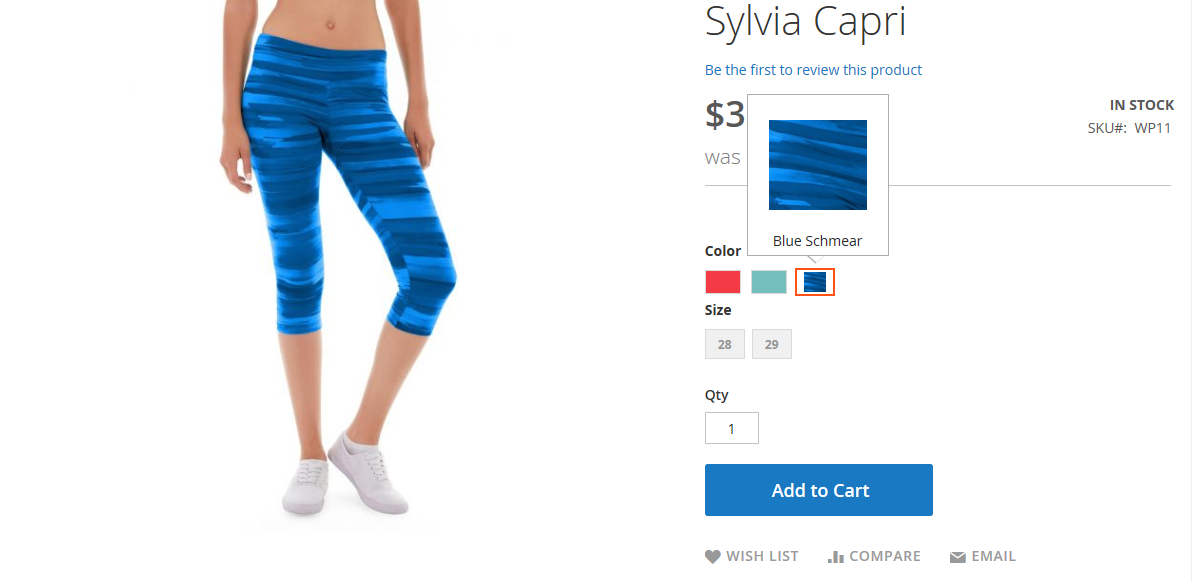 Sylvia Capri
Be the first to review this product
$3
IN STOCK
SKU#: WP11
was
Blue Schmear
Color
Size
28 29
Qty
1
Add to Cart
WISH LIST COMPARE EMAIL